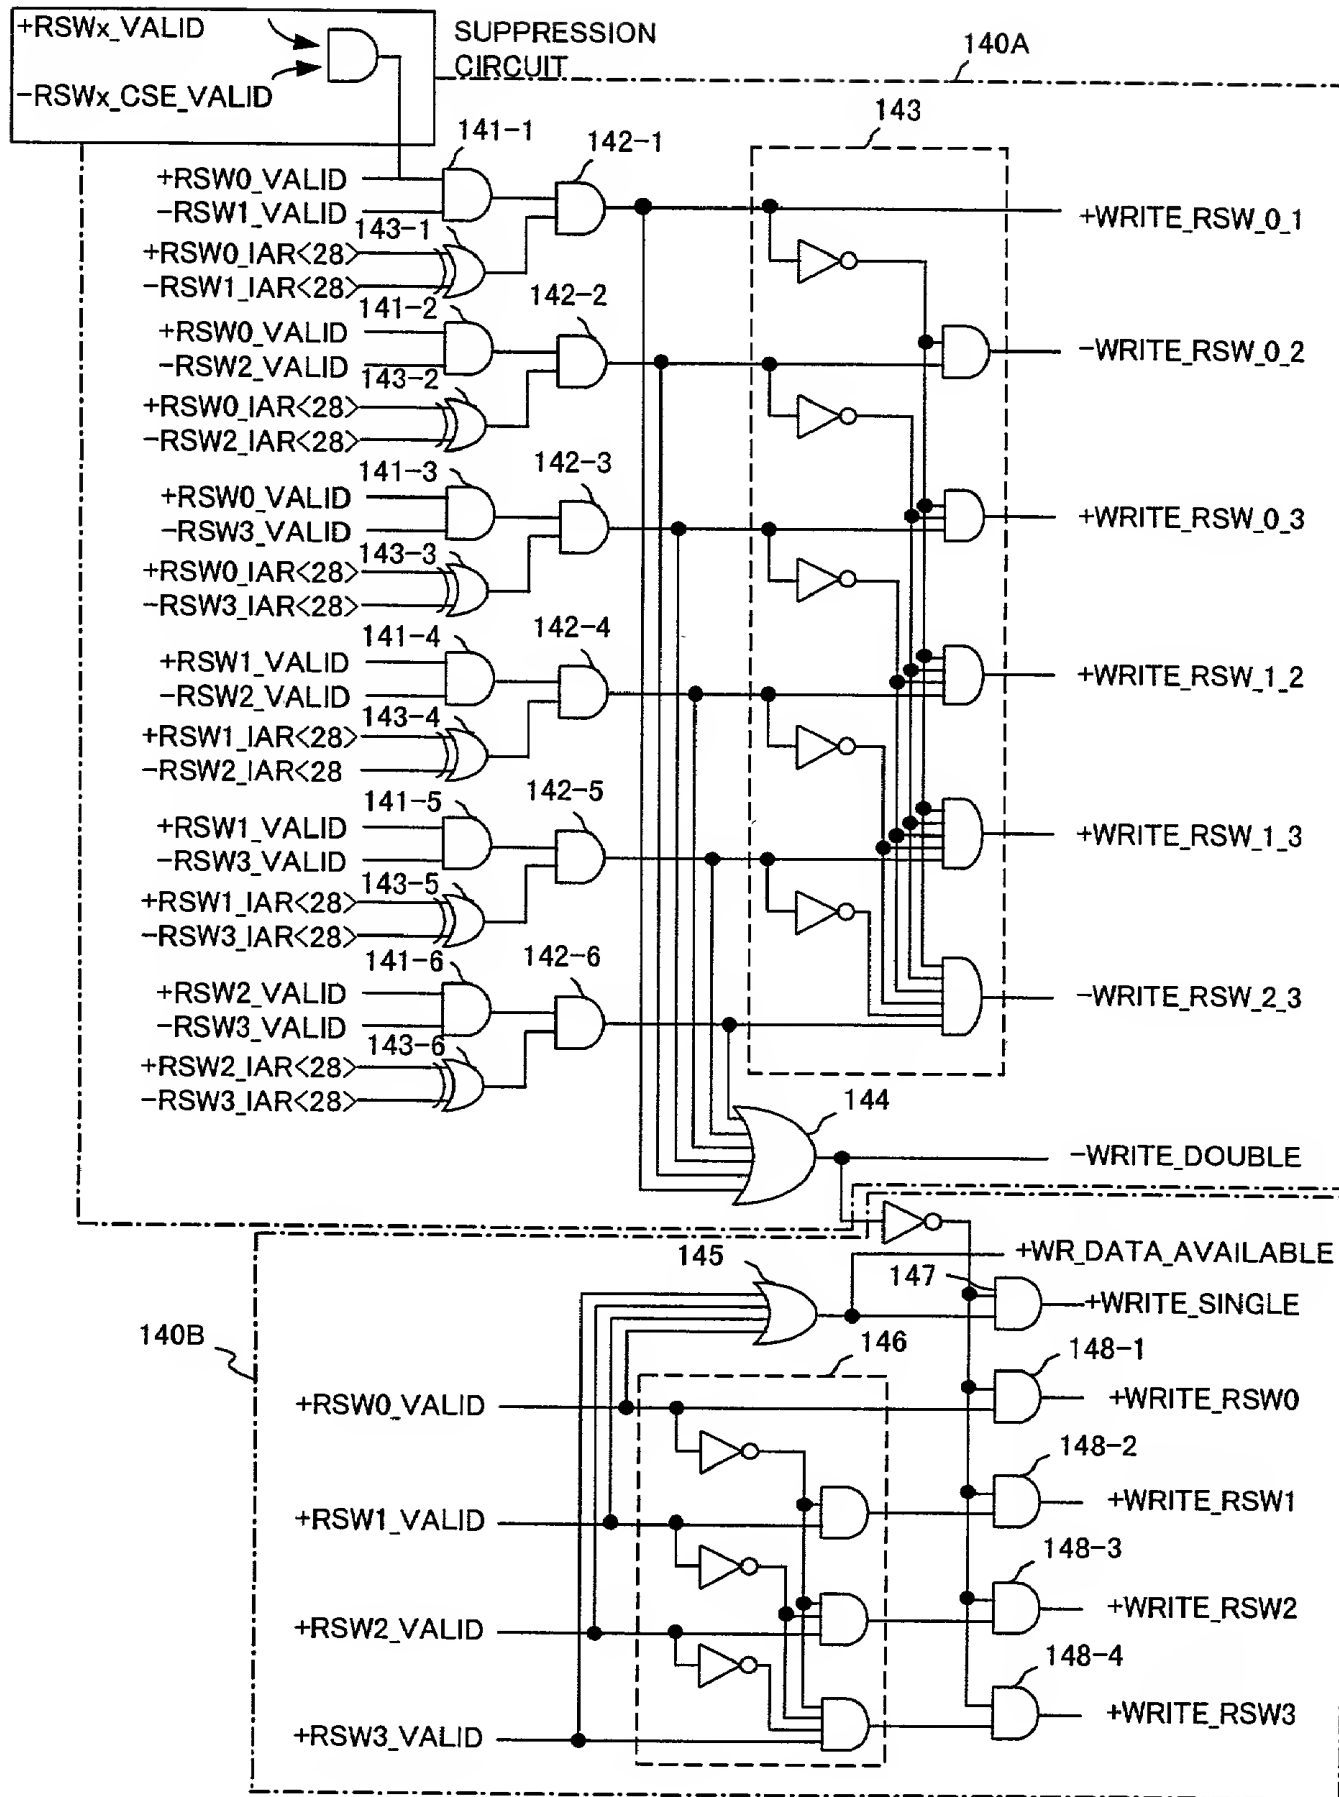 +RSWx_VALID
-RSWx_CSE_VALID
SUPPRESSION
CIRCUIT
140A
143
141-1
142-1
+RSW0_VALID
-RSW1_VALID
143-1
+RSW0_IAR<28>
-RSW1_IAR<28>
+WRITE_RSW_0_1
141-2
142-2
+RSW0_VALID
-RSW2_VALID
143-2
+RSW0_IAR<28>
-RSW2_IAR<28>
-WRITE_RSW_0_2
141-3
142-3
+RSW0_VALID
-RSW3_VALID
143-3
+RSW0_IAR<28>
-RSW3_IAR<28>
+WRITE_RSW_0_3
141-4
142-4
+RSW1_VALID
-RSW2_VALID
143-4
+RSW1_IAR<28>
-RSW2_IAR<28
+WRITE_RSW_1_2
141-5
142-5
+RSW1_VALID
-RSW3_VALID
143-5
+RSW1_IAR<28>
-RSW3_IAR<28>
+WRITE_RSW_1_3
141-6
142-6
+RSW2_VALID
-RSW3_VALID
143-6
+RSW2_IAR<28>
-RSW3_IAR<28>
-WRITE_RSW_2_3
144
-WRITE_DOUBLE
140B
145
+WR_DATA_AVAILABLE
147
+WRITE_SINGLE
146
148-1
+RSW0_VALID
+WRITE_RSW0
148-2
+RSW1_VALID
+WRITE_RSW1
148-3
+RSW2_VALID
+WRITE_RSW2
148-4
+RSW3_VALID
+WRITE_RSW3